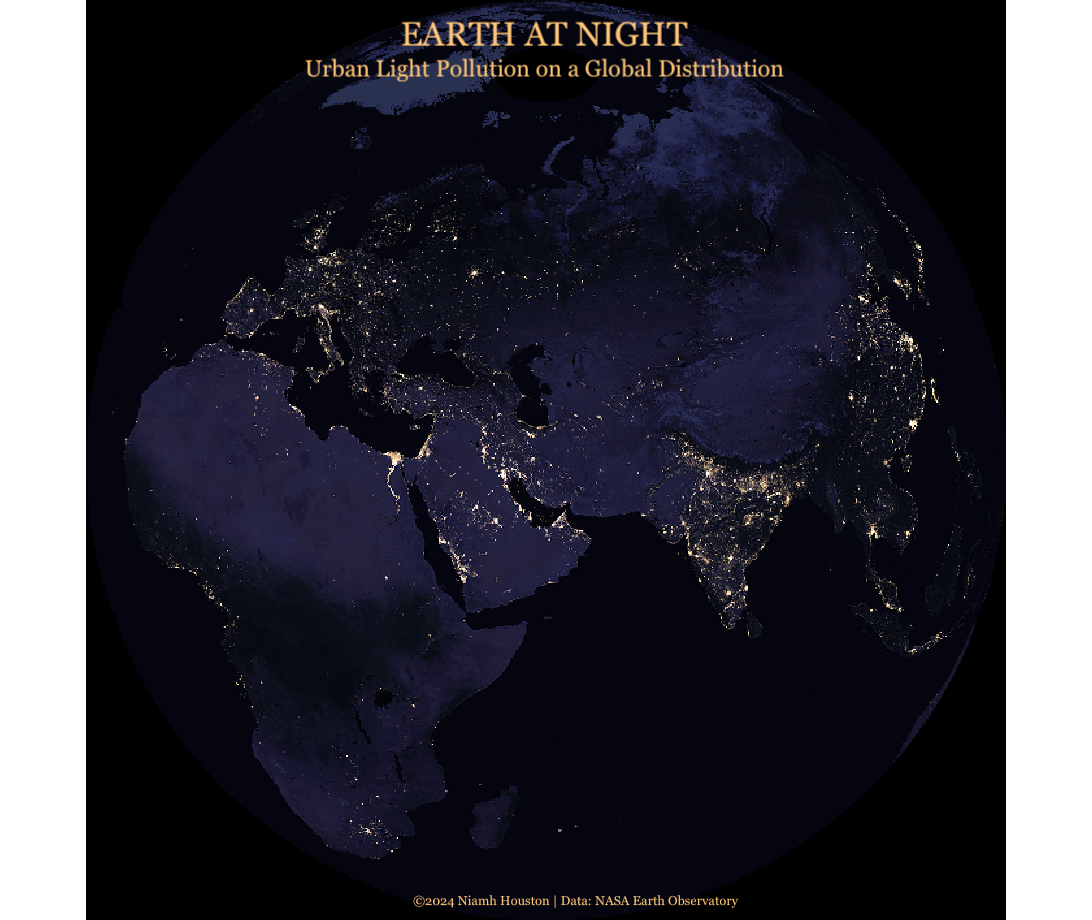 EARTH AT NIGHT
Urban Light Pollution on a Global Distribution
©2024 Niamh Houston | Data: NASA Earth Observatory